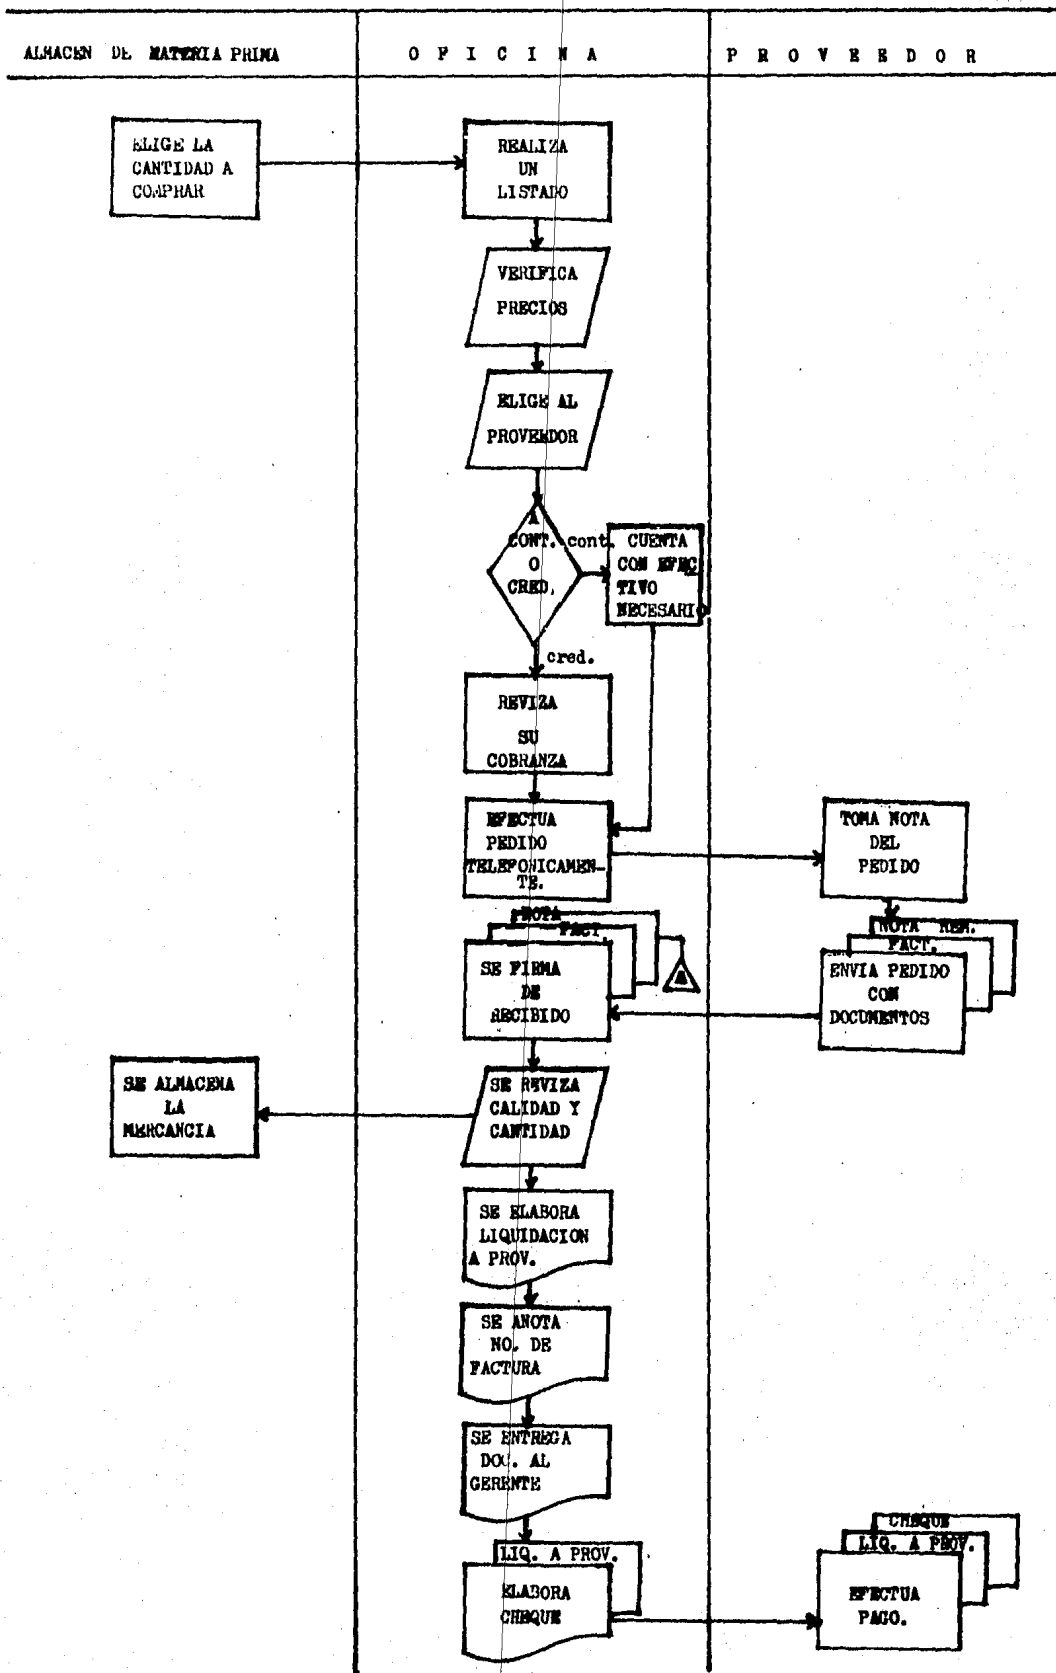 ALMACEN DE MATERIA PRIMA
OFICINA
PROVEEDOR
ELIGE LA
CANTIDAD A
COMPRAR
REALIZA
UN
LISTADO
VERIFICA
PRECIOS
ELIGE AL
PROVEEDOR
A
CONT.
O
CRED.
cont.
CUENTA
CON EFEC
TIVO
NECESARIO
cred.
REVIZA
SU
COBRANZA
EFECTUA
PEDIDO
TELEFONICAMEN-
TE.
TOMA NOTA
DEL
PEDIDO
NOTA
FACT.
SE FIRMA
DE
RECIBIDO
A
NOTA REM.
FACT.
ENVIA PEDIDO
CON
DOCUMENTOS
SE REVIZA
CALIDAD Y
CANTIDAD
SE ALMACENA
LA
MERCANCIA
SE ELABORA
LIQUIDACION
A PROV.
SE ANOTA
NO. DE
FACTURA
SE ENTREGA
DOC. AL
GERENTE
LIQ. A PROV.
ELABORA
CHEQUE
CHEQUE
LIQ. A PROV.
EFECTUA
PAGO.